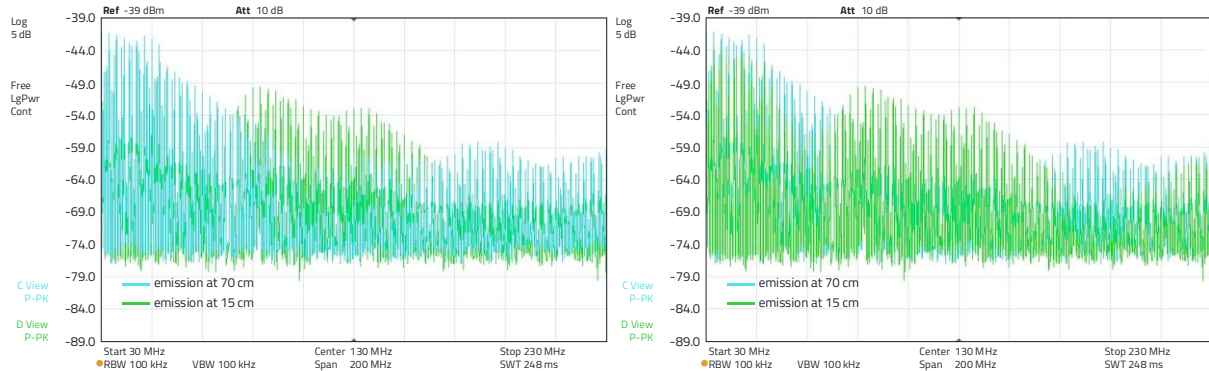 Ref -39 dBm Att 10 dB
Log
5 dB
Free
LgPwr
Cont
-39.0
-44.0
-49.0
-54.0
-59.0
-64.0
-69.0
-74.0
-79.0
-84.0
-89.0
C View
P-PK
D View
P-PK
emission at 70 cm
emission at 15 cm
Start 30 MHz Center 130 MHz Stop 230 MHz
RBW 100 kHz VBW 100 kHz Span 200 MHz SWT 248 ms
Ref -39 dBm Att 10 dB
Log
5 dB
Free
LgPwr
Cont
-39.0
-44.0
-49.0
-54.0
-59.0
-64.0
-69.0
-74.0
-79.0
-84.0
-89.0
C View
P-PK
D View
P-PK
emission at 70 cm
emission at 15 cm
Start 30 MHz Center 130 MHz Stop 230 MHz
RBW 100 kHz VBW 100 kHz Span 200 MHz SWT 248 ms